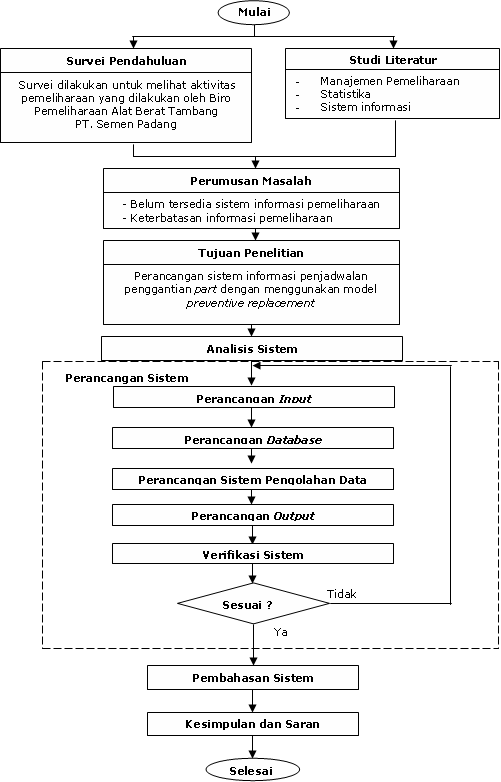 Mulai
Survei Pendahuluan
Survei dilakukan untuk melihat aktivitas
pemeliharaan yang dilakukan oleh Biro
Pemeliharaan Alat Berat Tambang
PT. Semen Padang
Studi Literatur
- Manajemen Pemeliharaan
- Statistika
- Sistem informasi
Perumusan Masalah
- Belum tersedia sistem informasi pemeliharaan
- Keterbatasan informasi pemeliharaan
Tujuan Penelitian
Perancangan sistem informasi penjadwalan
penggantian part dengan menggunakan model
preventive replacement
Analisis Sistem
Perancangan Sistem
Perancangan Input
Perancangan Database
Perancangan Sistem Pengolahan Data
Perancangan Output
Verifikasi Sistem
Sesuai ?
Tidak
Ya
Pembahasan Sistem
Kesimpulan dan Saran
Selesai